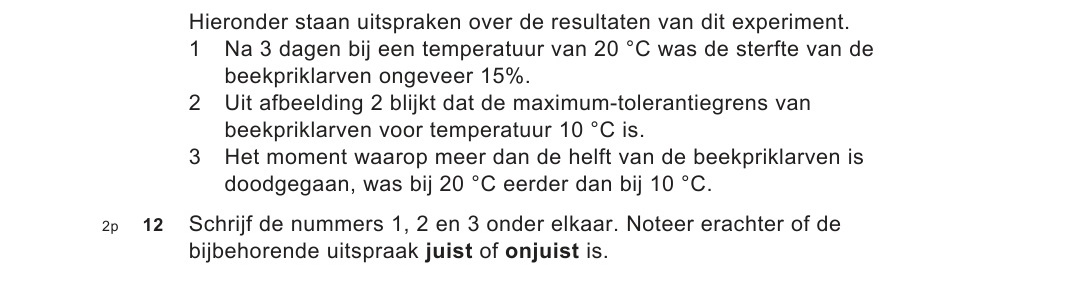 Hieronder staan uitspraken over de resultaten van dit experiment.
1 Na 3 dagen bij een temperatuur van 20 °C was de sterfte van de
beekpriklarven ongeveer 15%.
2 Uit afbeelding 2 blijkt dat de maximum-tolerantiegrens van
beekpriklarven voor temperatuur 10 °C is.
3 Het moment waarop meer dan de helft van de beekpriklarven is
doodgegaan, was bij 20 °C eerder dan bij 10 °C.
2p 12 Schrijf de nummers 1, 2 en 3 onder elkaar. Noteer erachter of de
bijbehorende uitspraak juist of onjuist is.